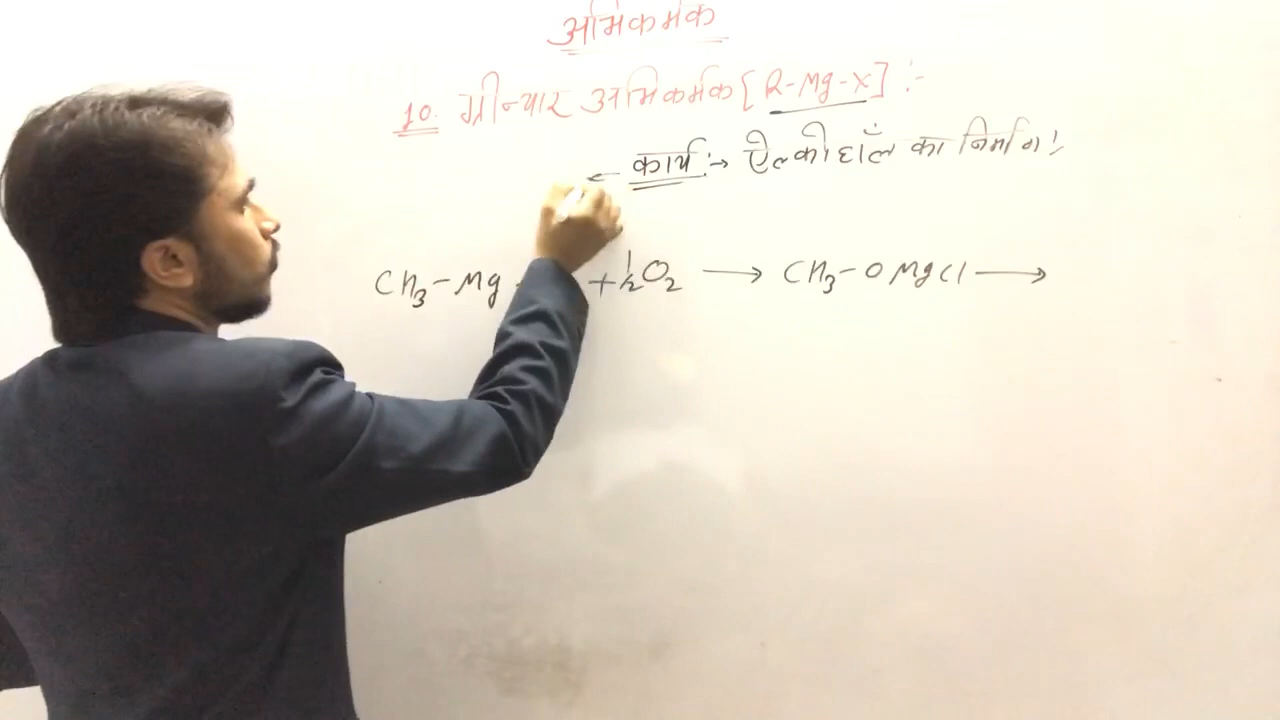 अभिकर्मक
10. ग्रीन्यार अभिकर्मक [R-Mg-X] :-
← कार्य :→ ऐल्कोहॉल का निर्माण !
CH₃-Mg - +½O₂ ⟶ CH₃-OMgCl ⟶